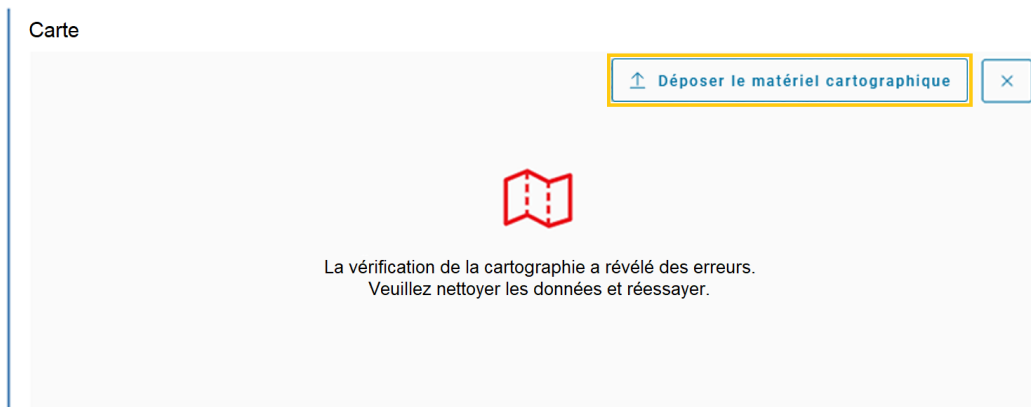 Carte
Déposer le matériel cartographique
La vérification de la cartographie a révélé des erreurs.
Veuillez nettoyer les données et réessayer.